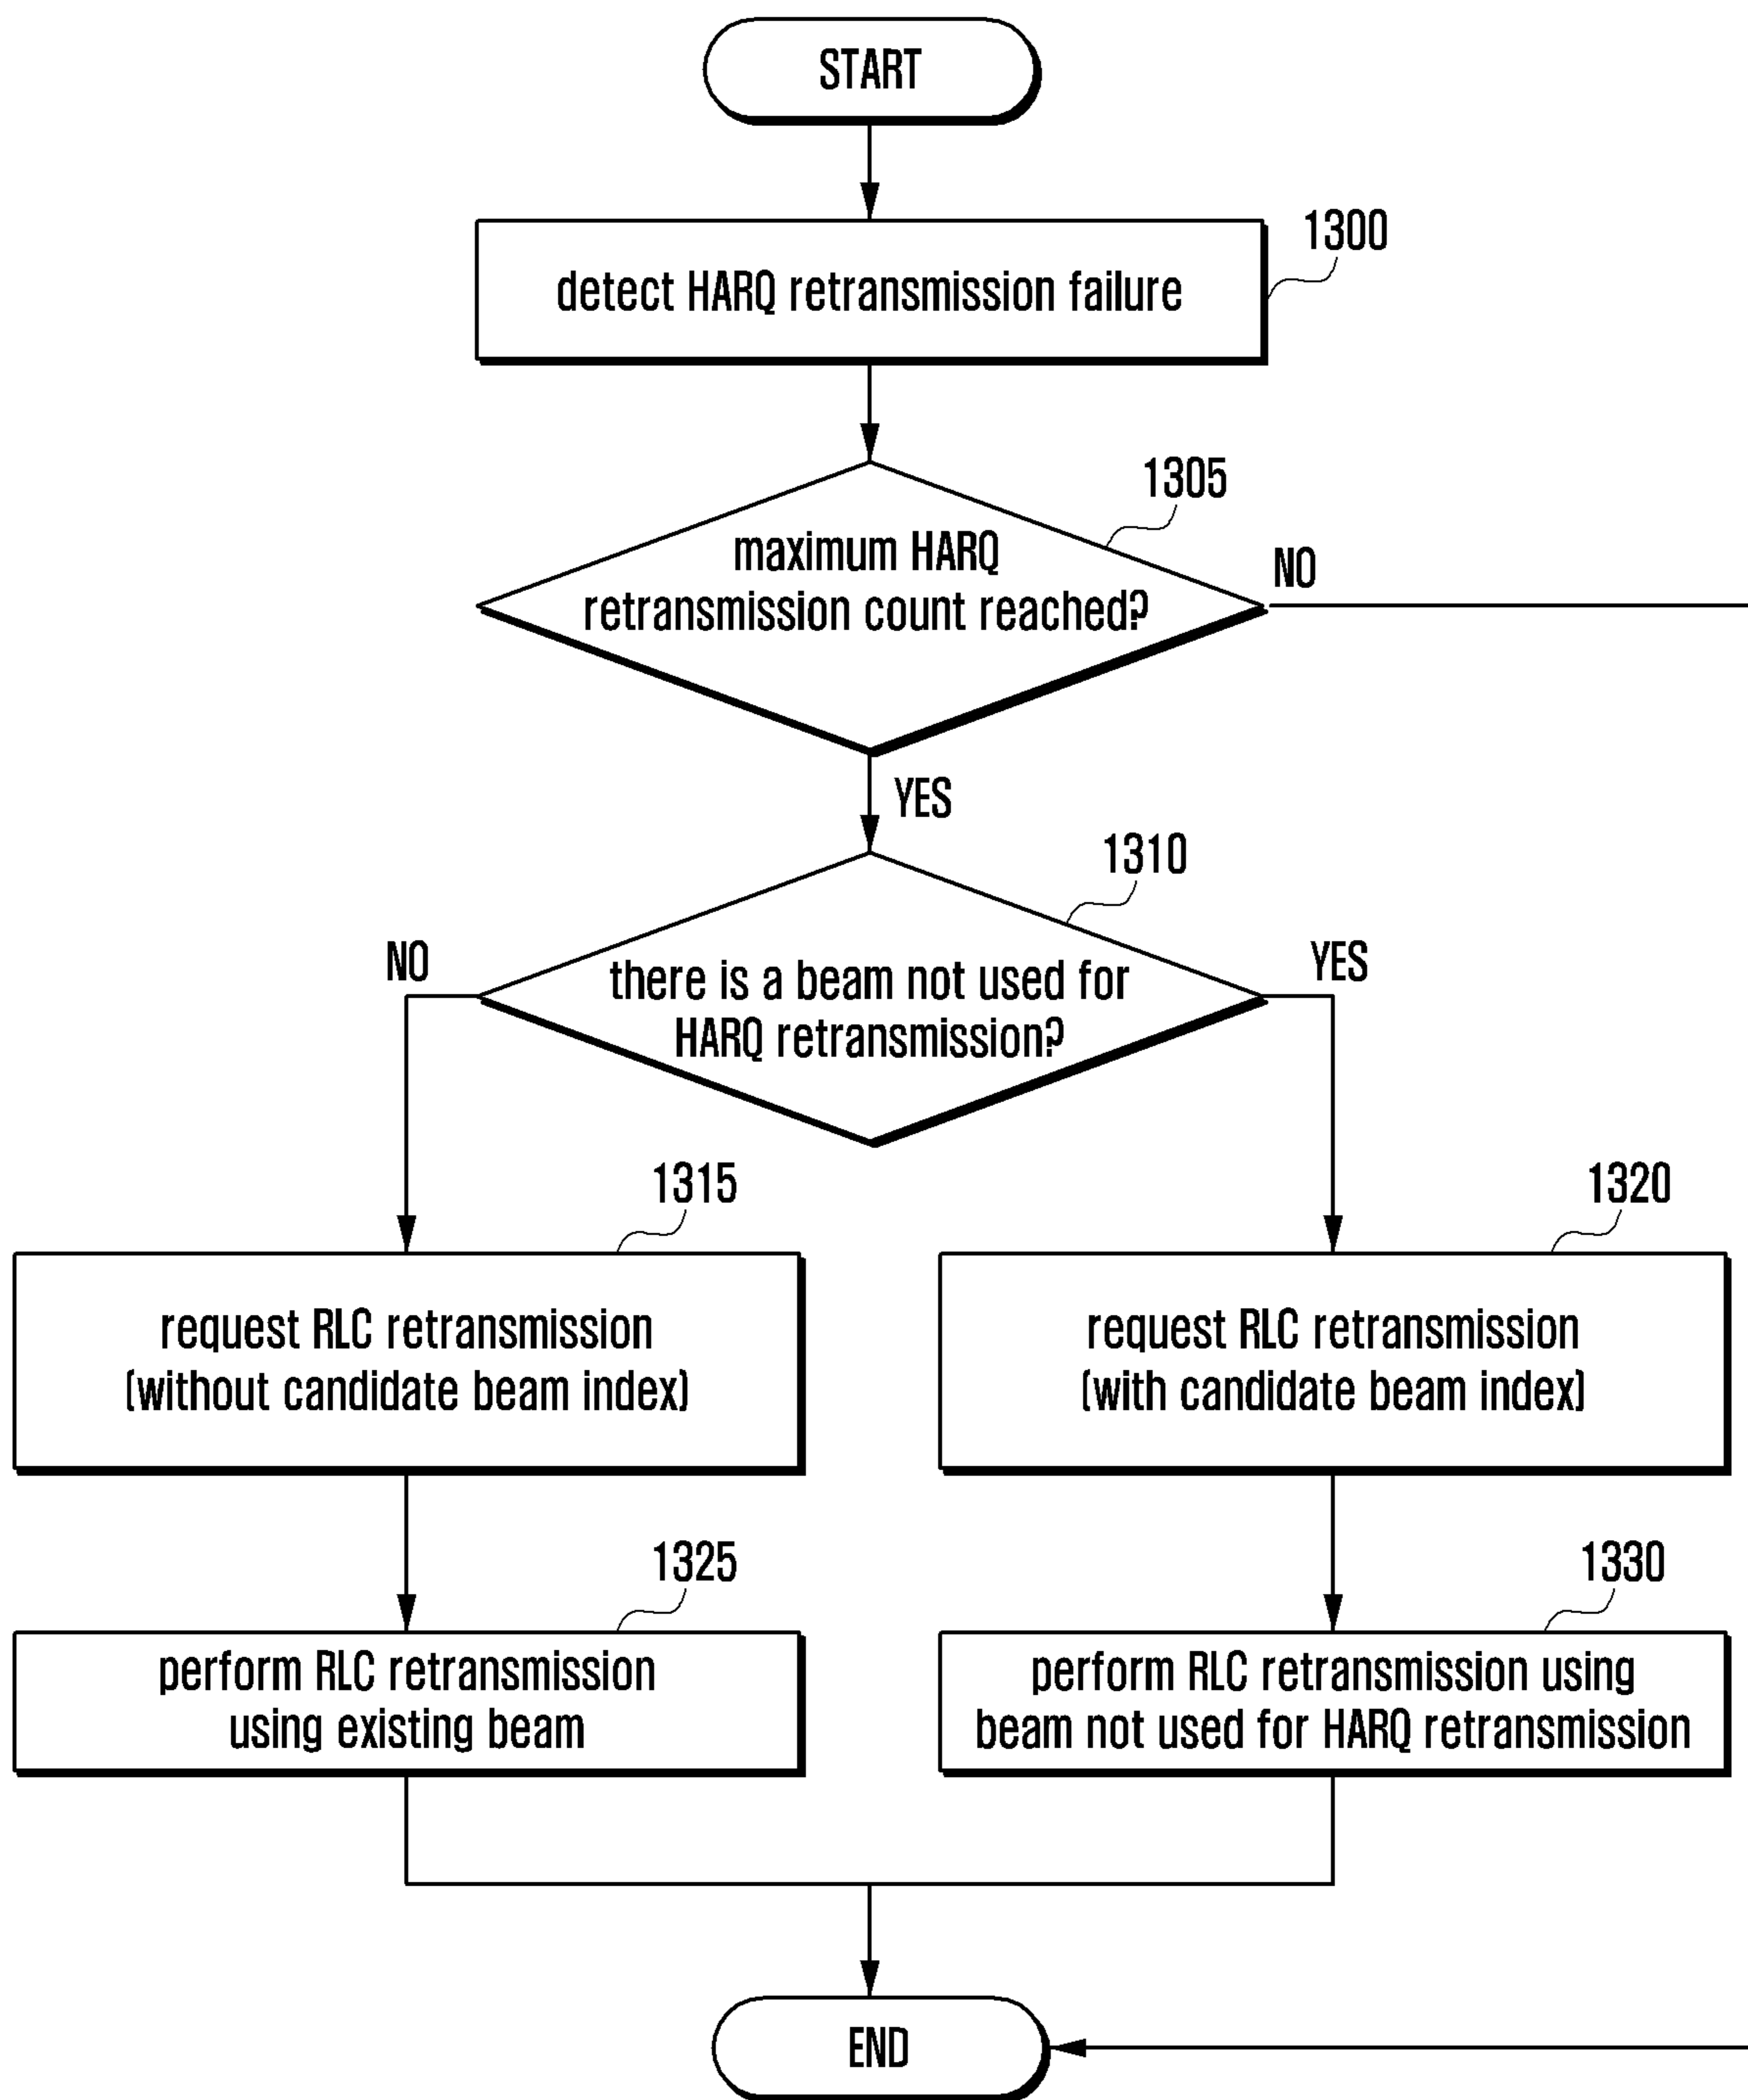 START
1300
detect HARQ retransmission failure
1305
maximum HARQ
retransmission count reached?
NO
YES
1310
there is a beam not used for
HARQ retransmission?
NO
YES
1315
request RLC retransmission
(without candidate beam index)
1320
request RLC retransmission
(with candidate beam index)
1325
perform RLC retransmission
using existing beam
1330
perform RLC retransmission using
beam not used for HARQ retransmission
END